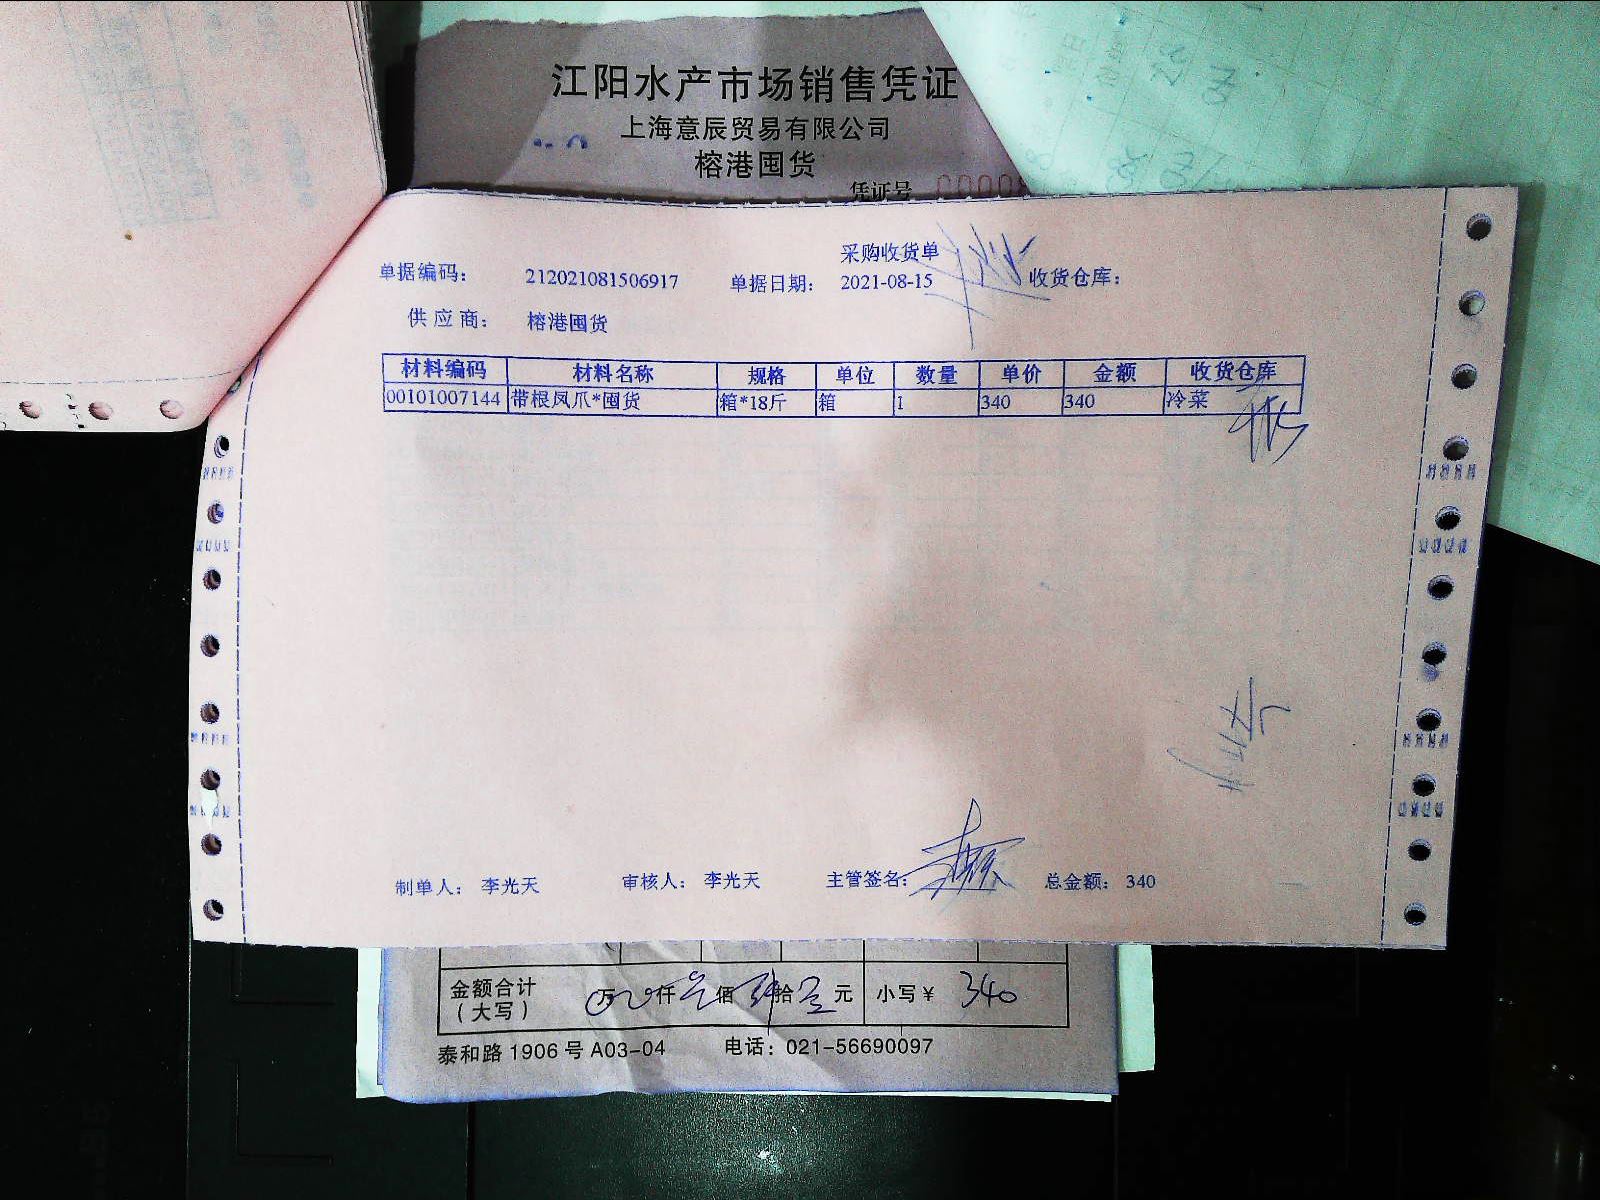 江阳水产市场销售凭证
上海意辰贸易有限公司
榕港囤货
凭证号
采购收货单
单据编码: 212021081506917 单据日期: 2021-08-15 收货仓库:
供应商: 榕港囤货
材料编码 材料名称 规格 单位 数量 单价 金额 收货仓库
00101007144 带根凤爪*囤货 箱*18斤 箱 1 340 340 冷菜
制单人: 李光天 审核人: 李光天 主管签名: 总金额: 340
金额合计 万 仟 佰 拾 元 小写¥ 340
(大写)
泰和路1906号A03-04 电话: 021-56690097